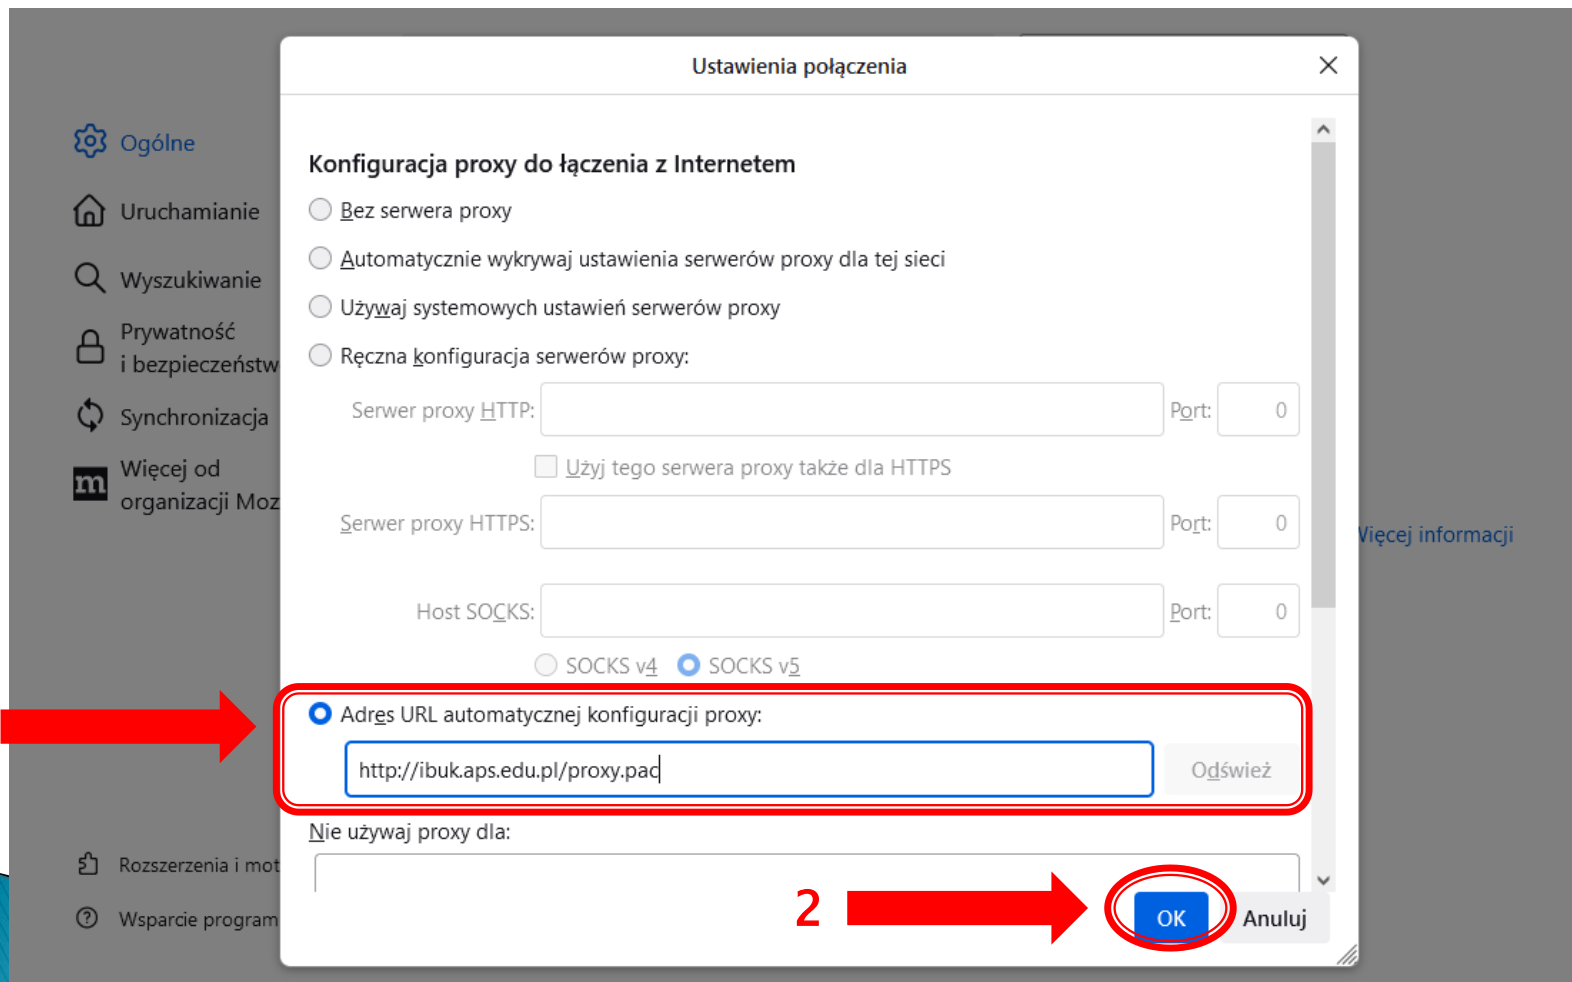 Ustawienia połączenia
Ogólne
Uruchamianie
Wyszukiwanie
Prywatność
i bezpieczeństw
Synchronizacja
m
Więcej od
organizacji Moz
Rozszerzenia i mot
Wsparcie program
Konfiguracja proxy do łączenia z Internetem
Bez serwera proxy
Automatycznie wykrywaj ustawienia serwerów proxy dla tej sieci
Używaj systemowych ustawień serwerów proxy
Ręczna konfiguracja serwerów proxy:
Serwer proxy HTTP: Port: 0
Użyj tego serwera proxy także dla HTTPS
Serwer proxy HTTPS: Port: 0
Host SOCKS: Port: 0
SOCKS v4 SOCKS v5
Adres URL automatycznej konfiguracji proxy:
http://ibuk.aps.edu.pl/proxy.pac Odśwież
Nie używaj proxy dla:
2 OK Anuluj
Więcej informacji